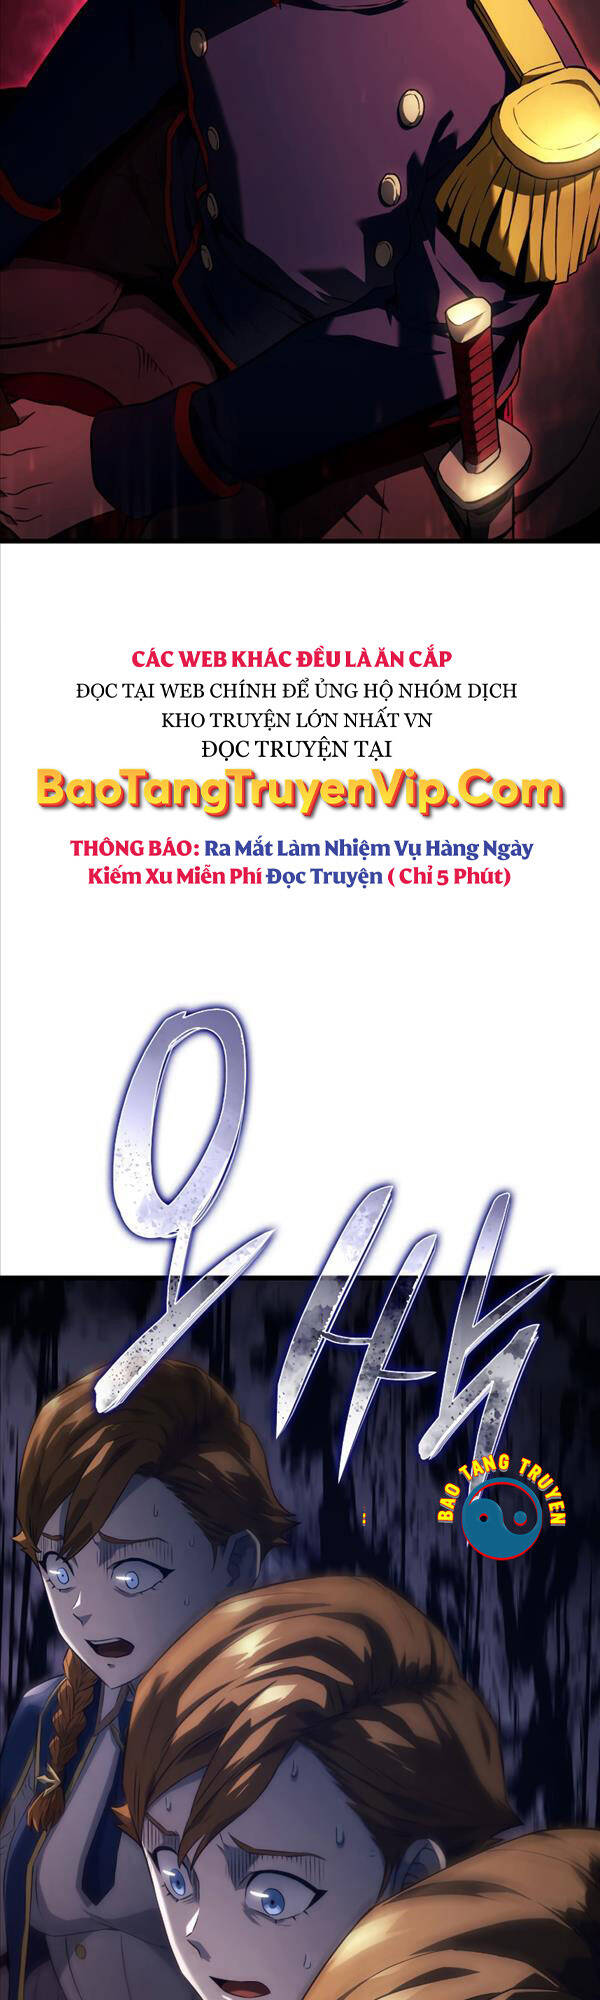 CÁC WEB KHÁC ĐỀU LÀ ĂN CẮP
ĐỌC TẠI WEB CHÍNH ĐỂ ỦNG HỘ NHÓM DỊCH
KHO TRUYỆN LỚN NHẤT VN
ĐỌC TRUYỆN TẠI
BaoTangTruyenVip.Com
THÔNG BÁO: Ra Mắt Làm Nhiệm Vụ Hàng Ngày
Kiếm Xu Miễn Phí Đọc Truyện ( Chỉ 5 Phút)
BAO TANG TRUYEN